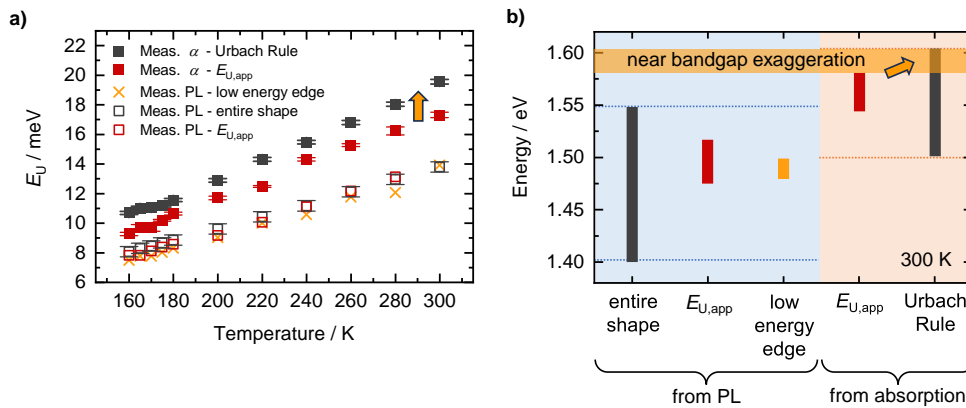 a)
22
20
18
16
14
12
10
8
6
E_U / meV
Meas. α - Urbach Rule
Meas. α - E_U,app
Meas. PL - low energy edge
Meas. PL - entire shape
Meas. PL - E_U,app
160 180 200 220 240 260 280 300
Temperature / K
b)
1.60
1.55
1.50
1.45
1.40
Energy / eV
near bandgap exaggeration
300 K
entire
shape
E_U,app
low
energy
edge
E_U,app
Urbach
Rule
from PL
from absorption